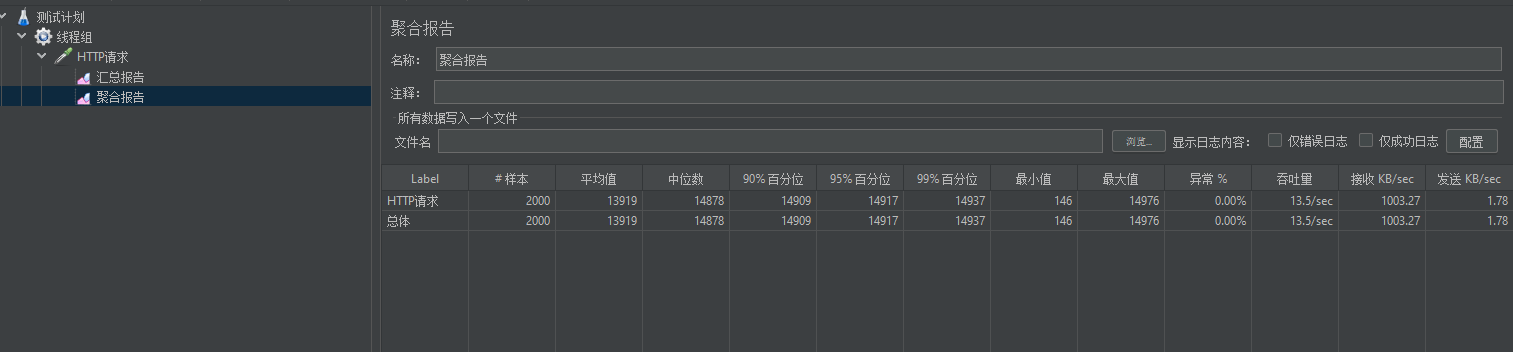 测试计划
线程组
HTTP请求
汇总报告
聚合报告
聚合报告
名称： 聚合报告
注释：
所有数据写入一个文件
文件名 浏览... 显示日志内容： 仅错误日志 仅成功日志 配置
Label # 样本 平均值 中位数 90% 百分位 95% 百分位 99% 百分位 最小值 最大值 异常 % 吞吐量 接收 KB/sec 发送 KB/sec
HTTP请求 2000 13919 14878 14909 14917 14937 146 14976 0.00% 13.5/sec 1003.27 1.78
总体 2000 13919 14878 14909 14917 14937 146 14976 0.00% 13.5/sec 1003.27 1.78